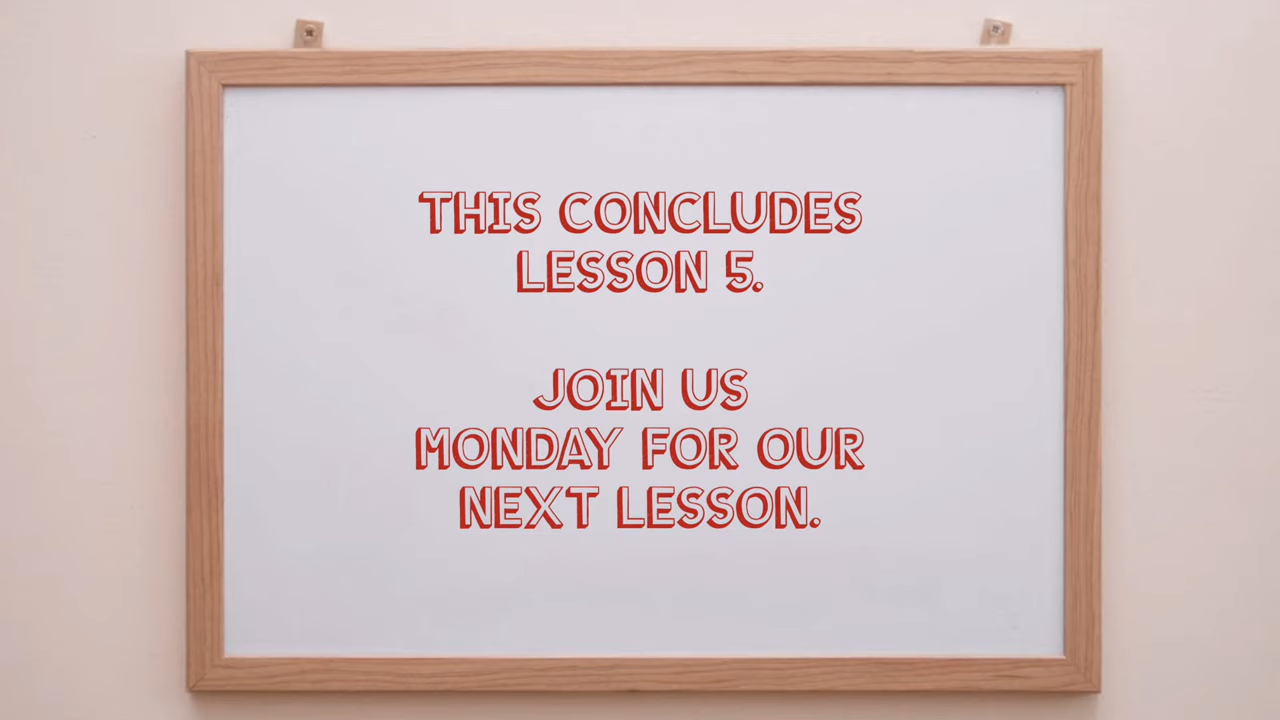 THIS CONCLUDES
LESSON 5.
JOIN US
MONDAY FOR OUR
NEXT LESSON.